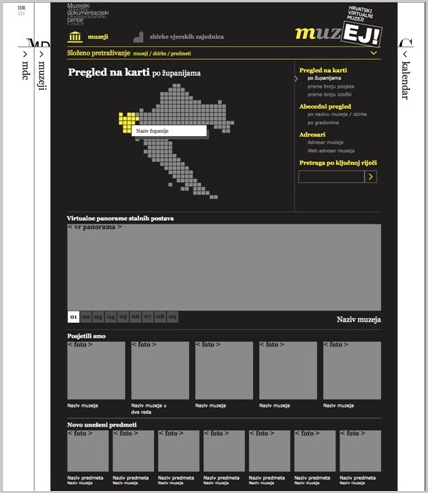 HR
EN
Muzejski
dokumentacijski
centar
muzeji
zbirke vjerskih zajednica
HRVATSKI
VIRTUALNI
MUZEJI
muzEJ!
Složeno pretraživanje muzeji / zbirke / predmeti
> mdc
> muzeji
< kalendar
Pregled na karti po županijama
Naziv županije
Pregled na karti
po županijama
prema broju posjeta
prema broju izložbi
Abecedni pregled
po nazivu muzeja / zbirke
po gradovima
Adresari
Adresar muzeja
Web adresar muzeja
Pretraga po ključnoj riječi
Virtualne panorame stalnih postava
< vr panorama >
01 02 03 04 05 06 07 08 09
Naziv muzeja
Posjetili smo
< foto > < foto > < foto > < foto > < foto >
Naziv muzeja Naziv muzeja u Naziv muzeja Naziv muzeja Naziv muzeja
dva reda
Novo unešeni predmeti
< foto > < foto > < foto > < foto > < foto > < foto > < foto >
Naziv predmeta Naziv predmeta Naziv predmeta Naziv predmeta Naziv predmeta Naziv predmeta Naziv predmeta
Naziv muzeja Naziv muzeja Naziv muzeja Naziv muzeja Naziv muzeja Naziv muzeja Naziv muzeja